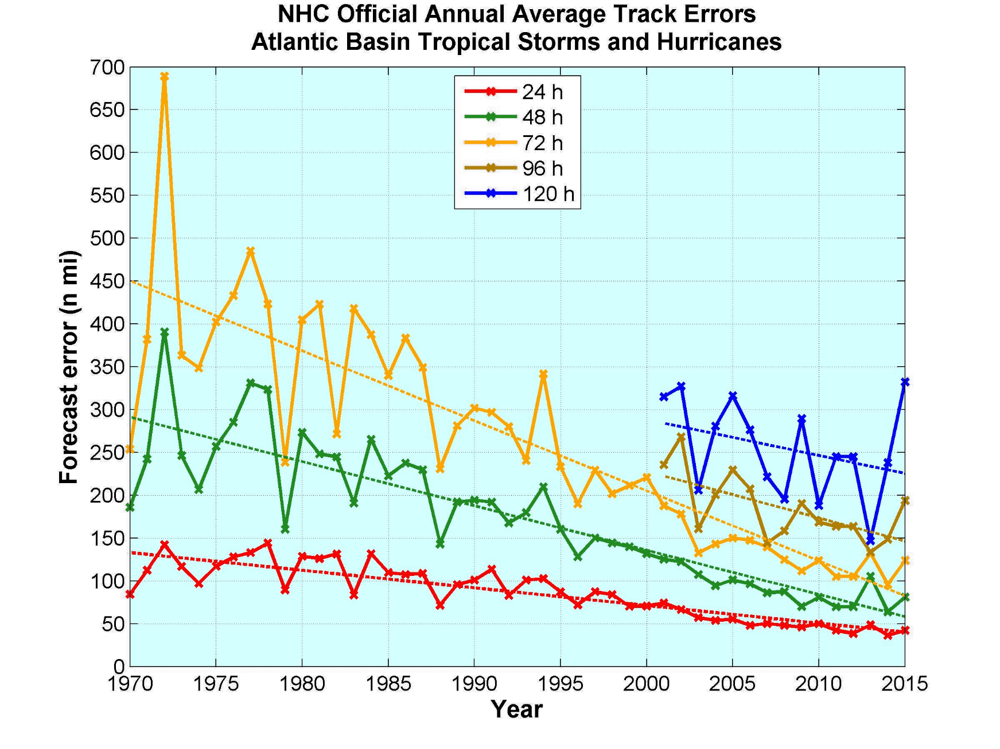 NHC Official Annual Average Track Errors
Atlantic Basin Tropical Storms and Hurricanes
700
650
600
550
500
450
400
350
300
250
200
150
100
50
0
Forecast error (n mi)
24 h
48 h
72 h
96 h
120 h
1970 1975 1980 1985 1990 1995 2000 2005 2010 2015
Year